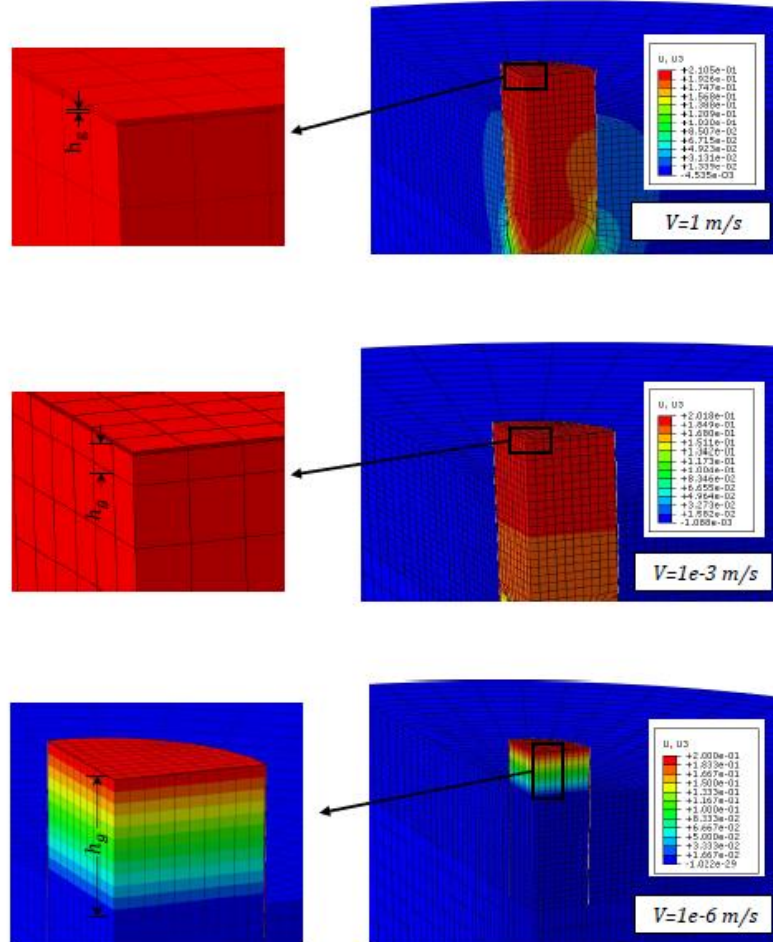 h_g
U, U3
+2.105e-01
+1.926e-01
+1.747e-01
+1.568e-01
+1.388e-01
+1.209e-01
+1.030e-01
+8.507e-02
+6.715e-02
+4.923e-02
+3.131e-02
+1.339e-02
-4.535e-03
V=1 m/s
h_g
U, U3
+2.018e-01
+1.849e-01
+1.680e-01
+1.511e-01
+1.342e-01
+1.173e-01
+1.004e-01
+8.346e-02
+6.655e-02
+4.964e-02
+3.273e-02
+1.582e-02
-1.088e-03
V=1e-3 m/s
h_g
U, U3
+2.000e-01
+1.833e-01
+1.667e-01
+1.500e-01
+1.333e-01
+1.167e-01
+1.000e-01
+8.333e-02
+6.667e-02
+5.000e-02
+3.333e-02
+1.667e-02
-1.022e-29
V=1e-6 m/s